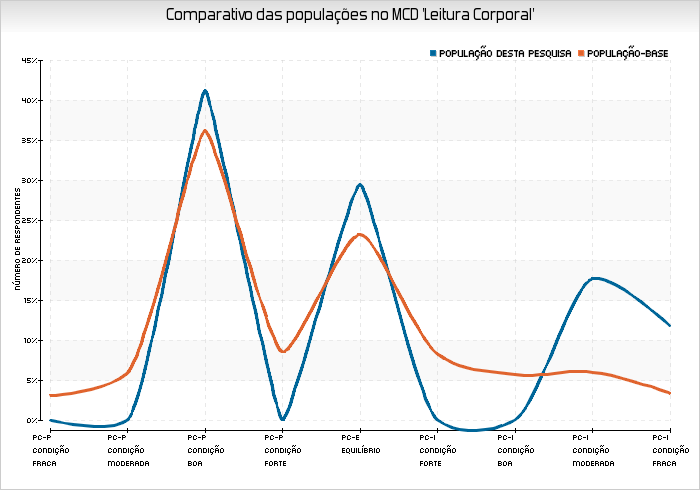 Comparativo das populações no MCD 'Leitura Corporal'
POPULAÇÃO DESTA PESQUISA POPULAÇÃO-BASE
45%
40%
35%
30%
25%
20%
15%
10%
5%
0%
NÚMERO DE RESPONDENTES
PC-P CONDIÇÃO FRACA
PC-P CONDIÇÃO MODERADA
PC-P CONDIÇÃO BOA
PC-P CONDIÇÃO FORTE
PC-E EQUILÍBRIO
PC-I CONDIÇÃO FORTE
PC-I CONDIÇÃO BOA
PC-I CONDIÇÃO MODERADA
PC-I CONDIÇÃO FRACA